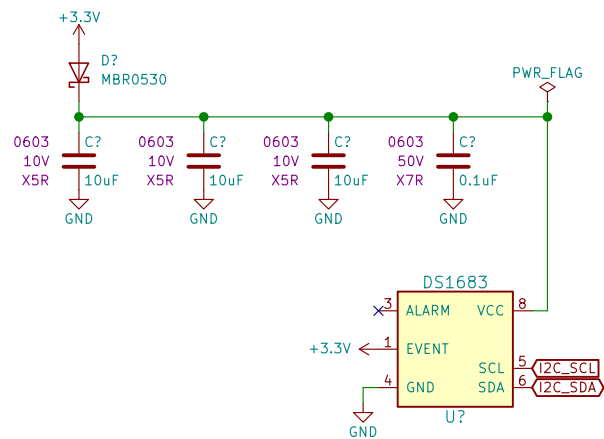 +3.3V
D?
MBR0530
PWR_FLAG
0603 C?
10V
X5R 10uF
GND
0603 C?
10V
X5R 10uF
GND
0603 C?
10V
X5R 10uF
GND
0603 C?
50V
X7R 0.1uF
GND
DS1683
3 ALARM VCC 8
+3.3V 1 EVENT
SCL 5 I2C_SCL
4 GND SDA 6 I2C_SDA
GND
U?